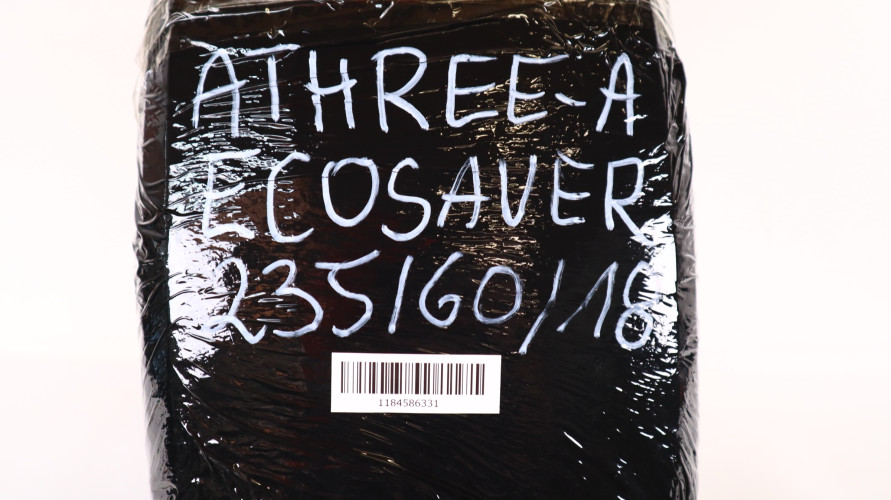 ATHREE-A
ECOSAVER
235/60/18
1184586331